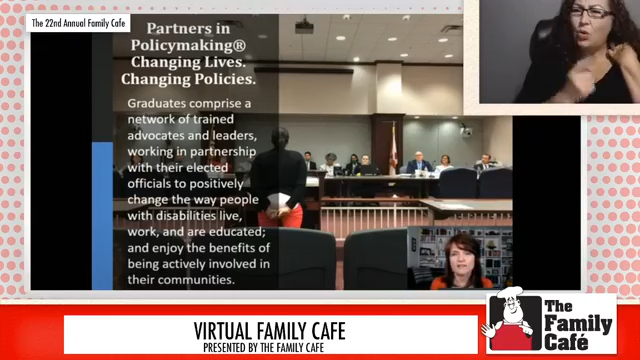 The 22nd Annual Family Cafe
Partners in
Policymaking®
Changing Lives.
Changing Policies.
Graduates comprise a
network of trained
advocates and leaders,
working in partnership
with their elected
officials to positively
change the way people
with disabilities live,
work, and are educated;
and enjoy the benefits of
being actively involved in
their communities.
VIRTUAL FAMILY CAFE
PRESENTED BY THE FAMILY CAFE
The
Family
Café